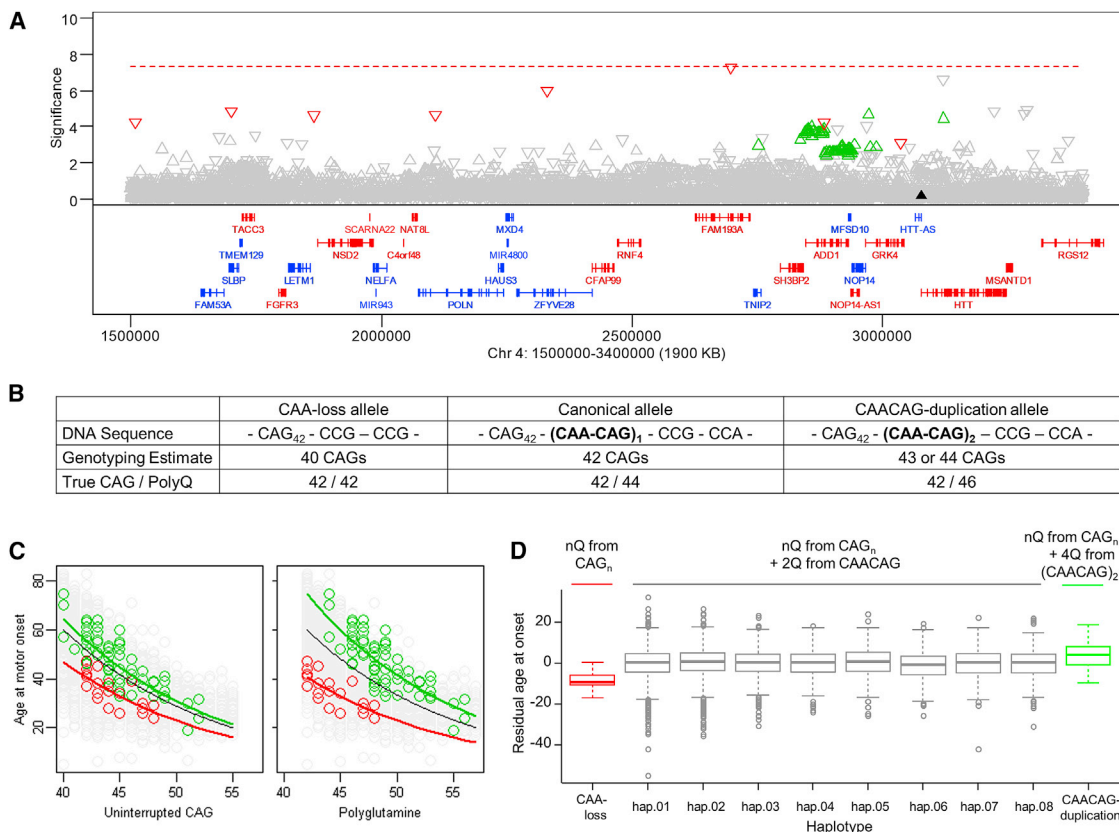 A
10
8
6
4
2
0
Significance
TACC3
SCARNA22
NAT8L
MXD4
FAM193A
MFSD10
HTT-AS
TMEM129
NSD2
C4orf48
MIR4800
RNF4
ADD1
GRK4
RGS12
SLBP
LETM1
NELFA
HAUS3
CFAP99
SH3BP2
NOP14
MSANTD1
FAM53A
FGFR3
MIR943
POLN
ZFYVE28
TNIP2
NOP14-AS1
HTT
1500000 2000000 2500000 3000000
Chr 4: 1500000-3400000 (1900 KB)
B
CAA-loss allele Canonical allele CAACAG-duplication allele
DNA Sequence - CAG42 - CCG – CCG - - CAG42 - (CAA-CAG)1 - CCG - CCA - - CAG42 - (CAA-CAG)2 – CCG – CCA -
Genotyping Estimate 40 CAGs 42 CAGs 43 or 44 CAGs
True CAG / PolyQ 42 / 42 42 / 44 42 / 46
C
Age at motor onset
80
60
40
20
40 45 50 55
Uninterrupted CAG
40 45 50 55
Polyglutamine
D
nQ from
CAGn
nQ from CAGn
+ 2Q from CAACAG
nQ from CAGn
+ 4Q from
(CAACAG)2
Residual age at onset
20
0
-20
-40
CAA-
loss
hap.01 hap.02 hap.03 hap.04 hap.05 hap.06 hap.07 hap.08
CAACAG-
duplication
Haplotype